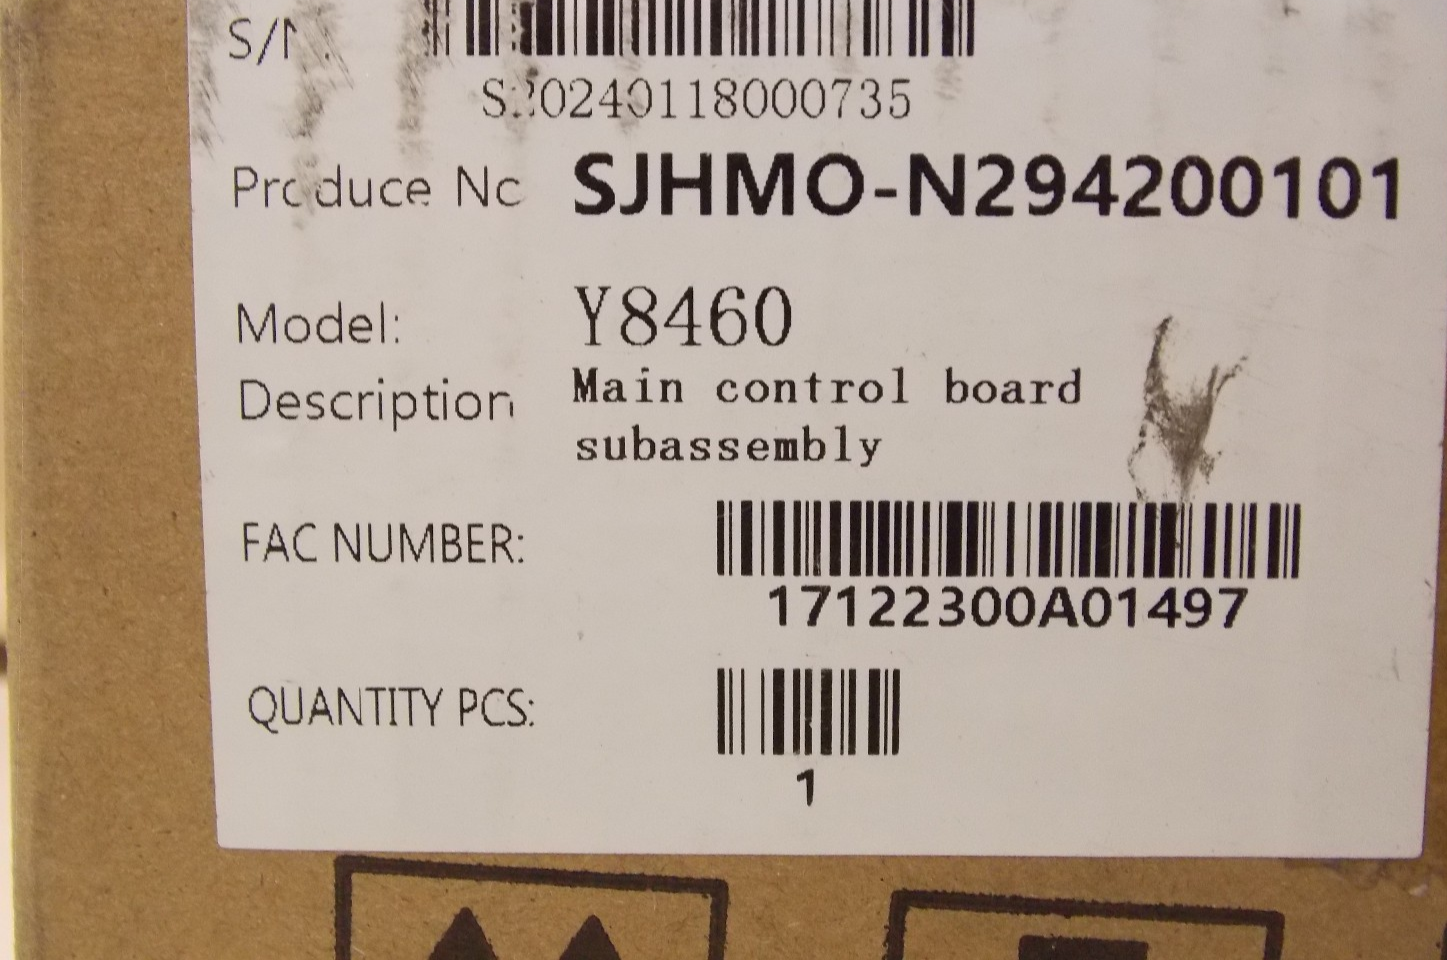 S/N
S20240118000735
Produce No SJHMO-N294200101
Model: Y8460
Description Main control board
subassembly
FAC NUMBER:
17122300A01497
QUANTITY PCS:
1